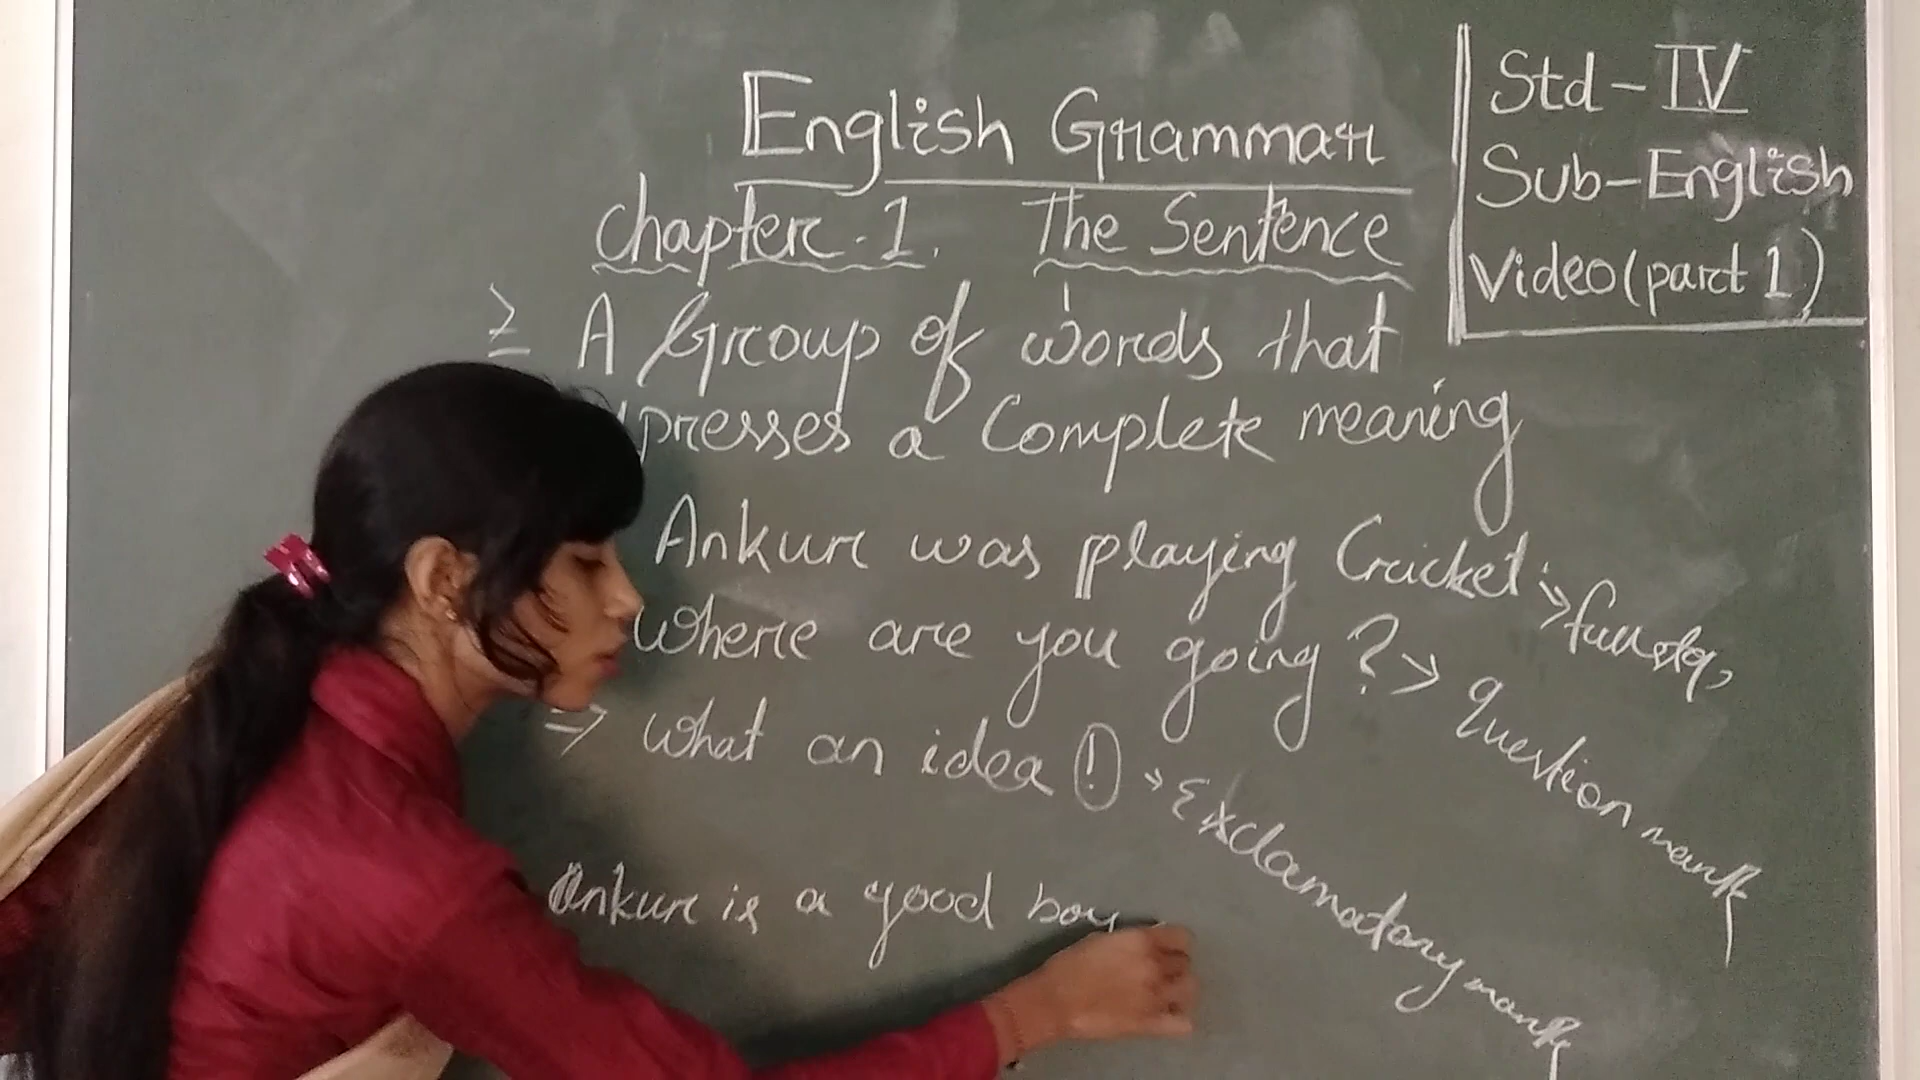 English Grammar
Std - IV
Sub - English
Video (part 1)
Chapter. 1. The Sentence
A Group of words that
presses a Complete meaning
Ankur was playing Cricket. →
Where are you going ? → Question mark
⇒ What an idea ! → Exclamatory mark
Ankur is a good boy